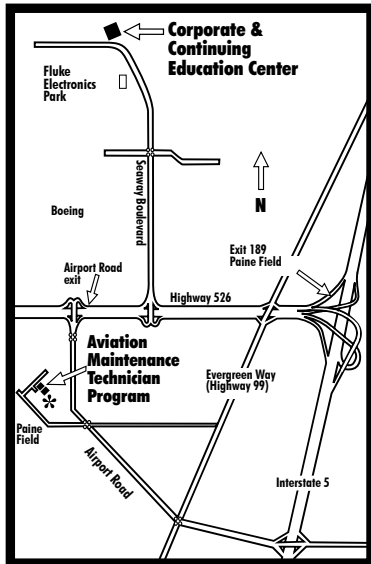 Corporate &
Continuing
Education Center
Fluke
Electronics
Park
Seaway Boulevard
N
Boeing
Exit 189
Paine Field
Airport Road
exit
Highway 526
Aviation
Maintenance
Technician
Program
Evergreen Way
(Highway 99)
Paine
Field
Airport Road
Interstate 5